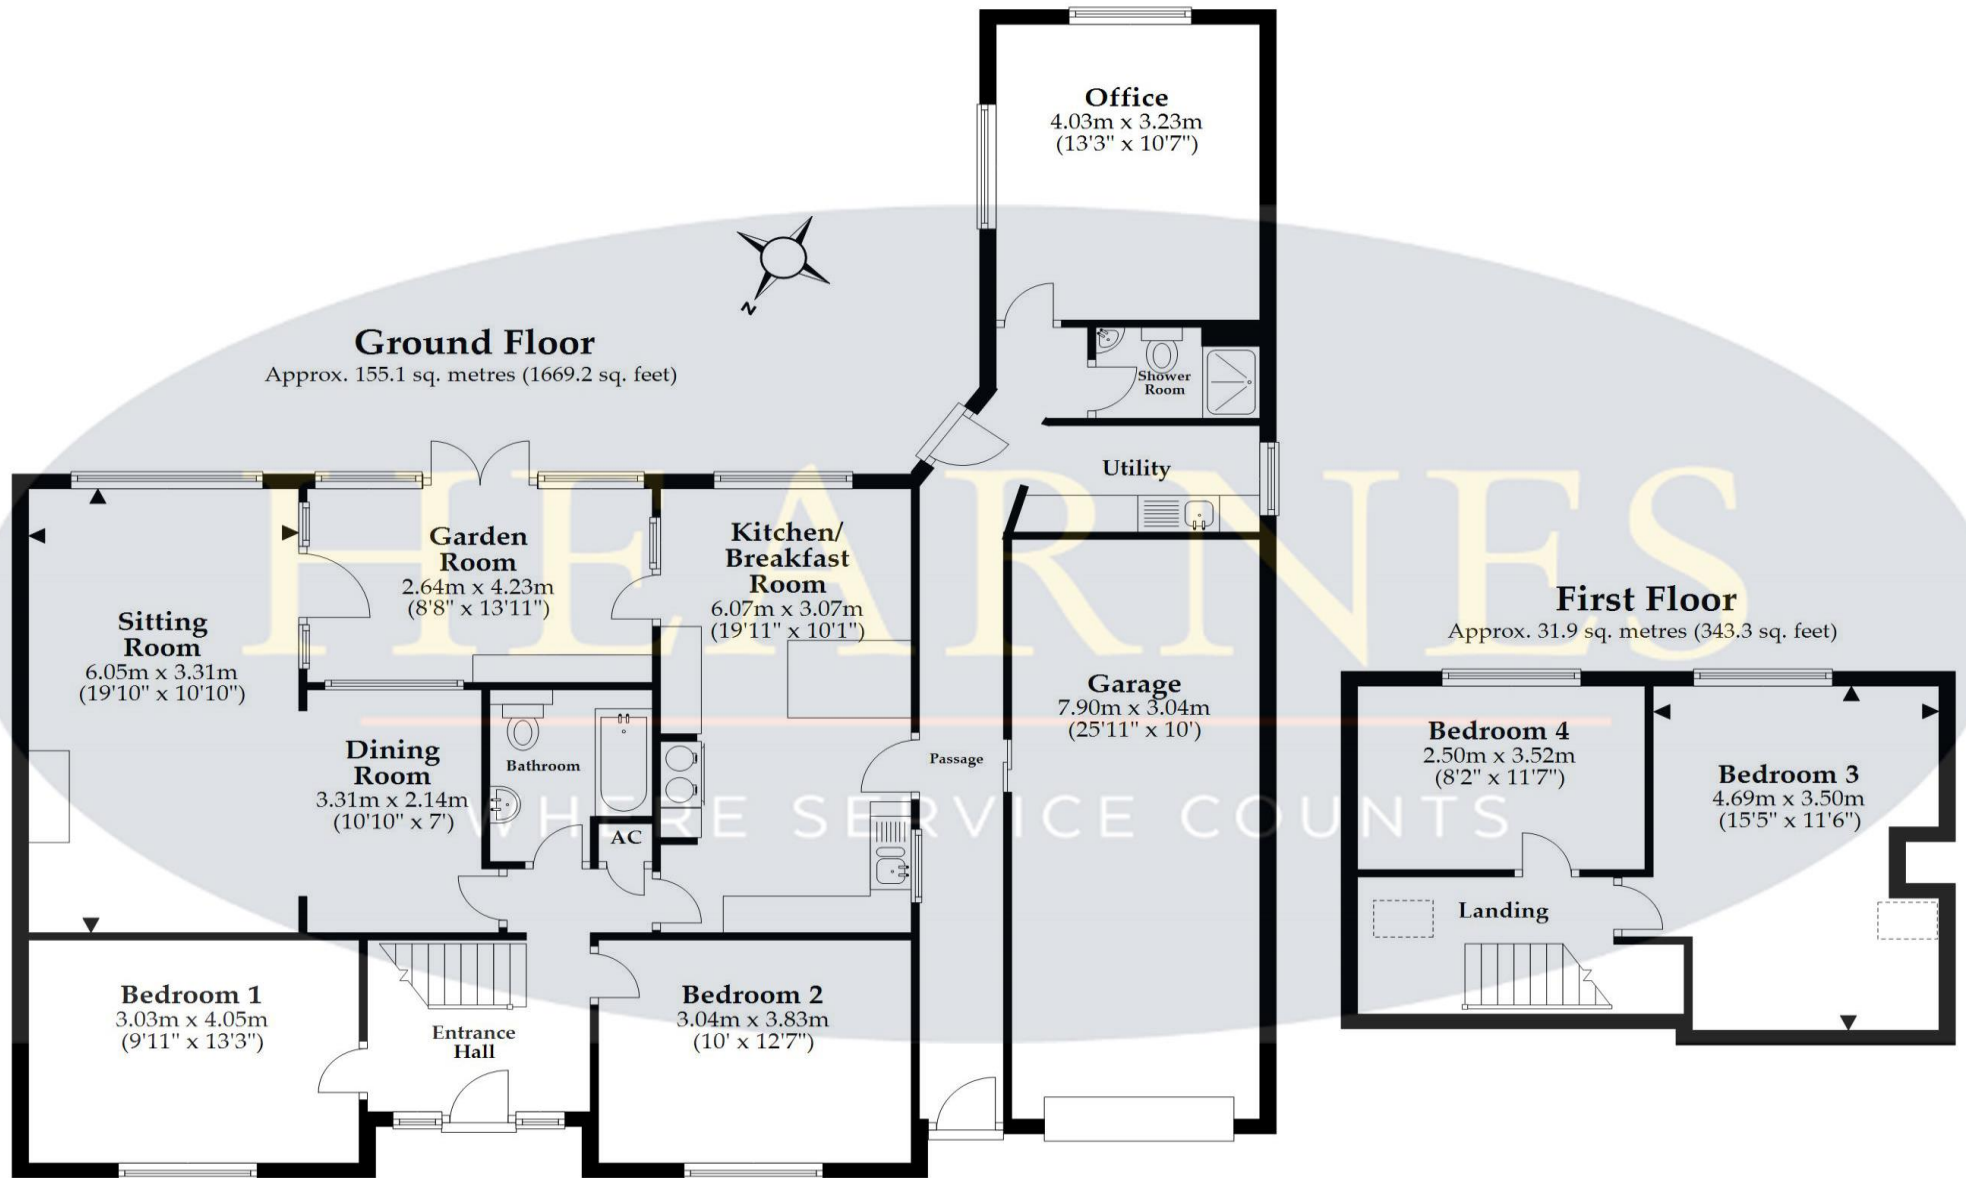 Office
4.03m x 3.23m
(13'3" x 10'7")
N
Ground Floor
Approx. 155.1 sq. metres (1669.2 sq. feet)
Shower
Room
Utility
HEARNES
WHERE SERVICE COUNTS
Sitting
Room
6.05m x 3.31m
(19'10" x 10'10")
Garden
Room
2.64m x 4.23m
(8'8" x 13'11")
Kitchen/
Breakfast
Room
6.07m x 3.07m
(19'11" x 10'1")
Dining
Room
3.31m x 2.14m
(10'10" x 7')
Bathroom
AC
Passage
Garage
7.90m x 3.04m
(25'11" x 10')
Bedroom 1
3.03m x 4.05m
(9'11" x 13'3")
Entrance
Hall
Bedroom 2
3.04m x 3.83m
(10' x 12'7")
First Floor
Approx. 31.9 sq. metres (343.3 sq. feet)
Bedroom 4
2.50m x 3.52m
(8'2" x 11'7")
Bedroom 3
4.69m x 3.50m
(15'5" x 11'6")
Landing